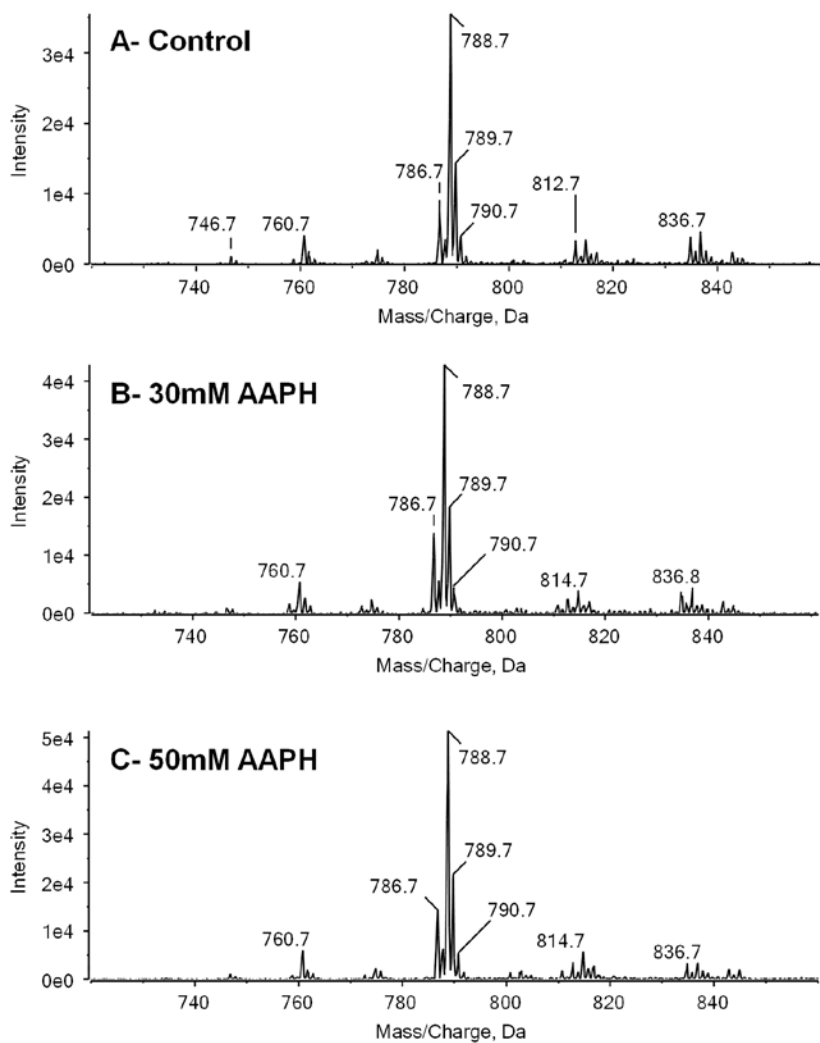 A- Control
788.7
3e4
Intensity
2e4
789.7
786.7
812.7
1e4
790.7
746.7
760.7
836.7
0e0
740 760 780 800 820 840
Mass/Charge, Da
B- 30mM AAPH
4e4
788.7
3e4
Intensity
789.7
2e4
786.7
790.7
1e4
760.7
814.7
836.8
0e0
740 760 780 800 820 840
Mass/Charge, Da
C- 50mM AAPH
5e4
788.7
4e4
Intensity
3e4
789.7
2e4
786.7
790.7
1e4
760.7
814.7
836.7
0e0
740 760 780 800 820 840
Mass/Charge, Da